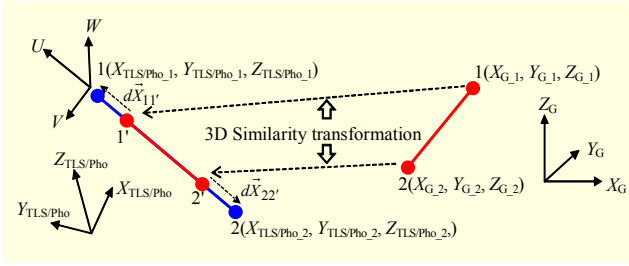 W
U
1(X_TLS/Pho_1, Y_TLS/Pho_1, Z_TLS/Pho_1)
1(X_G_1, Y_G_1, Z_G_1)
dX⃗_11'
V
1'
3D Similarity transformation
Z_G
Y_G
X_G
Z_TLS/Pho
X_TLS/Pho
Y_TLS/Pho
2'
dX⃗_22'
2(X_G_2, Y_G_2, Z_G_2)
2(X_TLS/Pho_2, Y_TLS/Pho_2, Z_TLS/Pho_2,)